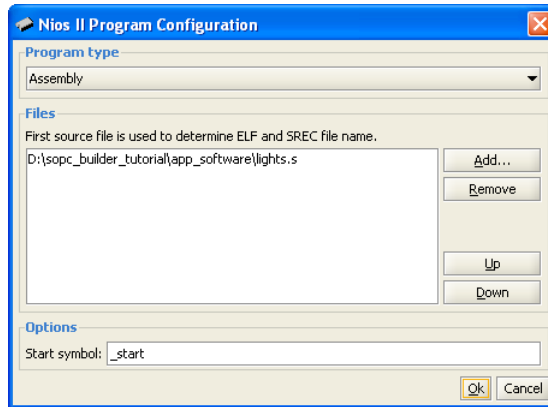 Nios II Program Configuration
Program type
Assembly
Files
First source file is used to determine ELF and SREC file name.
D:\sopc_builder_tutorial\app_software\lights.s
Add...
Remove
Up
Down
Options
Start symbol: _start
Ok Cancel